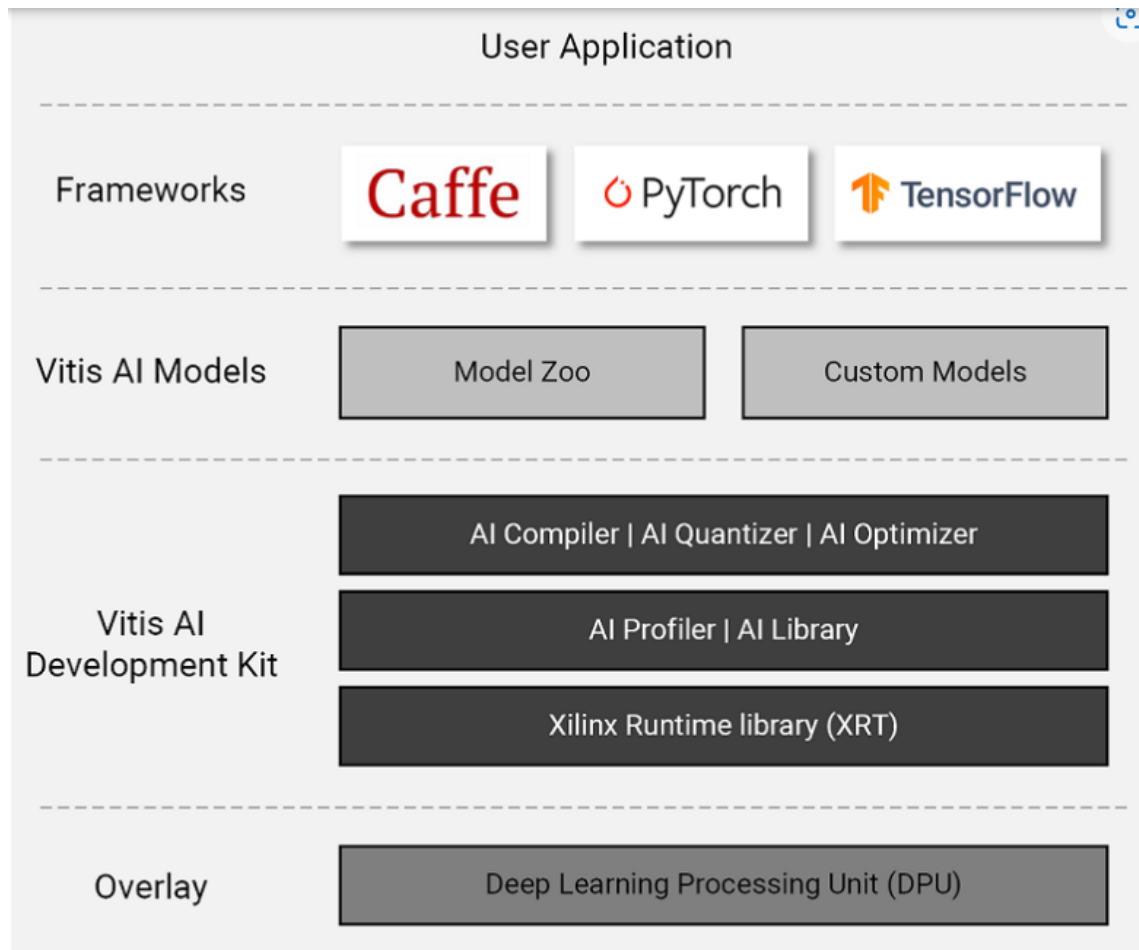 User Application
Frameworks
Caffe
PyTorch
TensorFlow
Vitis AI Models
Model Zoo
Custom Models
Vitis AI
Development Kit
AI Compiler | AI Quantizer | AI Optimizer
AI Profiler | AI Library
Xilinx Runtime library (XRT)
Overlay
Deep Learning Processing Unit (DPU)